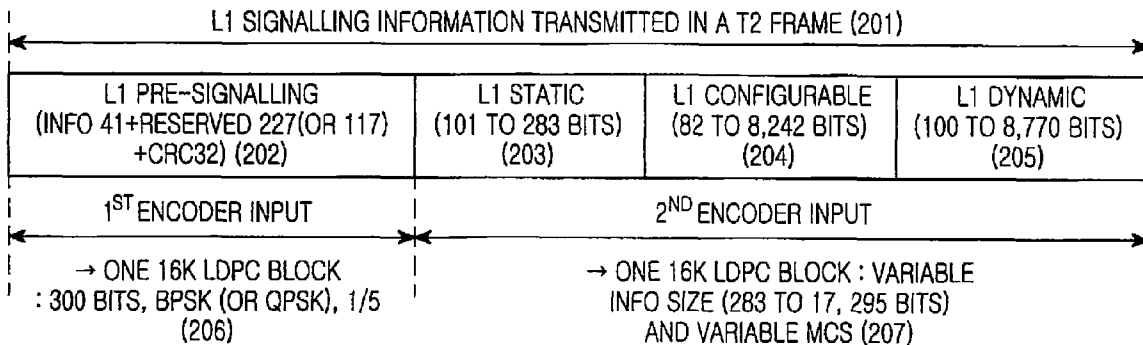 L1 SIGNALLING INFORMATION TRANSMITTED IN A T2 FRAME (201)
L1 PRE-SIGNALLING
(INFO 41+RESERVED 227(OR 117)
+CRC32) (202)
L1 STATIC
(101 TO 283 BITS)
(203)
L1 CONFIGURABLE
(82 TO 8,242 BITS)
(204)
L1 DYNAMIC
(100 TO 8,770 BITS)
(205)
1ST ENCODER INPUT
2ND ENCODER INPUT
→ ONE 16K LDPC BLOCK
: 300 BITS, BPSK (OR QPSK), 1/5
(206)
→ ONE 16K LDPC BLOCK : VARIABLE
INFO SIZE (283 TO 17, 295 BITS)
AND VARIABLE MCS (207)